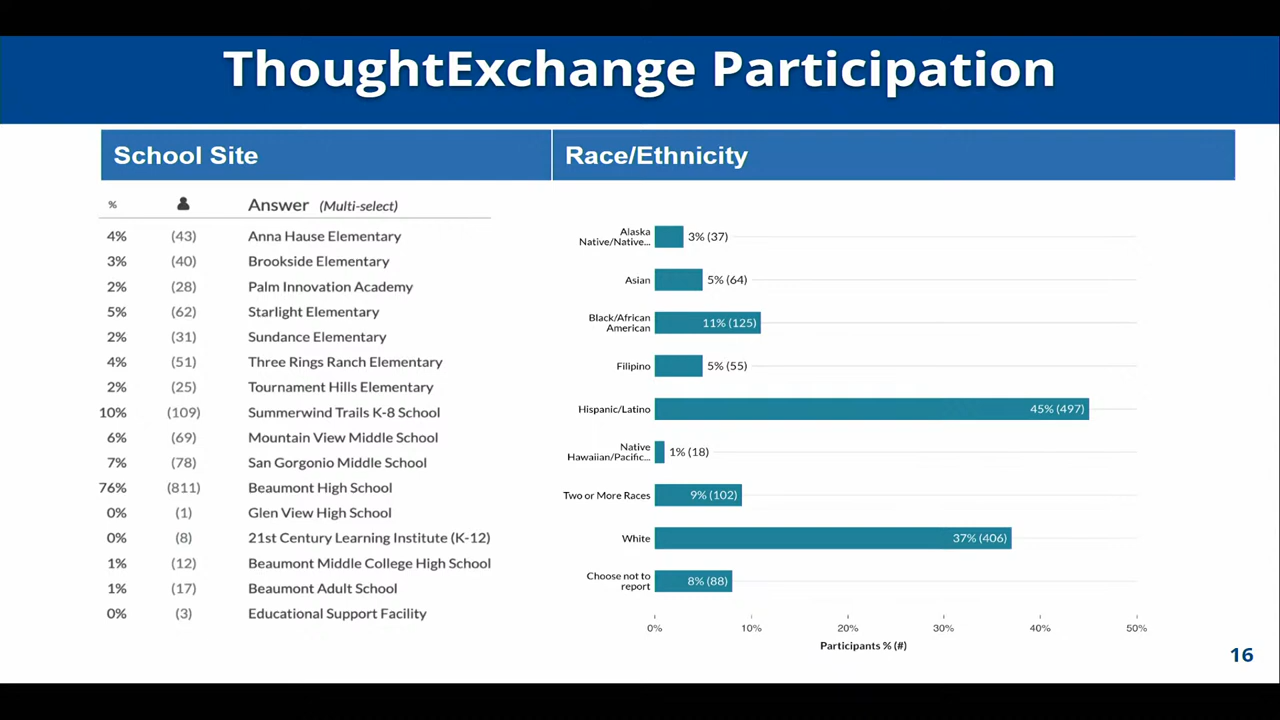 ThoughtExchange Participation
School Site
Race/Ethnicity
% Answer (Multi-select)
4% (43) Anna Hause Elementary
3% (40) Brookside Elementary
2% (28) Palm Innovation Academy
5% (62) Starlight Elementary
2% (31) Sundance Elementary
4% (51) Three Rings Ranch Elementary
2% (25) Tournament Hills Elementary
10% (109) Summerwind Trails K-8 School
6% (69) Mountain View Middle School
7% (78) San Gorgonio Middle School
76% (811) Beaumont High School
0% (1) Glen View High School
0% (8) 21st Century Learning Institute (K-12)
1% (12) Beaumont Middle College High School
1% (17) Beaumont Adult School
0% (3) Educational Support Facility
Alaska
Native/Native... 3% (37)
Asian 5% (64)
Black/African
American 11% (125)
Filipino 5% (55)
Hispanic/Latino 45% (497)
Native
Hawaiian/Pacific... 1% (18)
Two or More Races 9% (102)
White 37% (406)
Choose not to
report 8% (88)
0% 10% 20% 30% 40% 50%
Participants % (#)
16